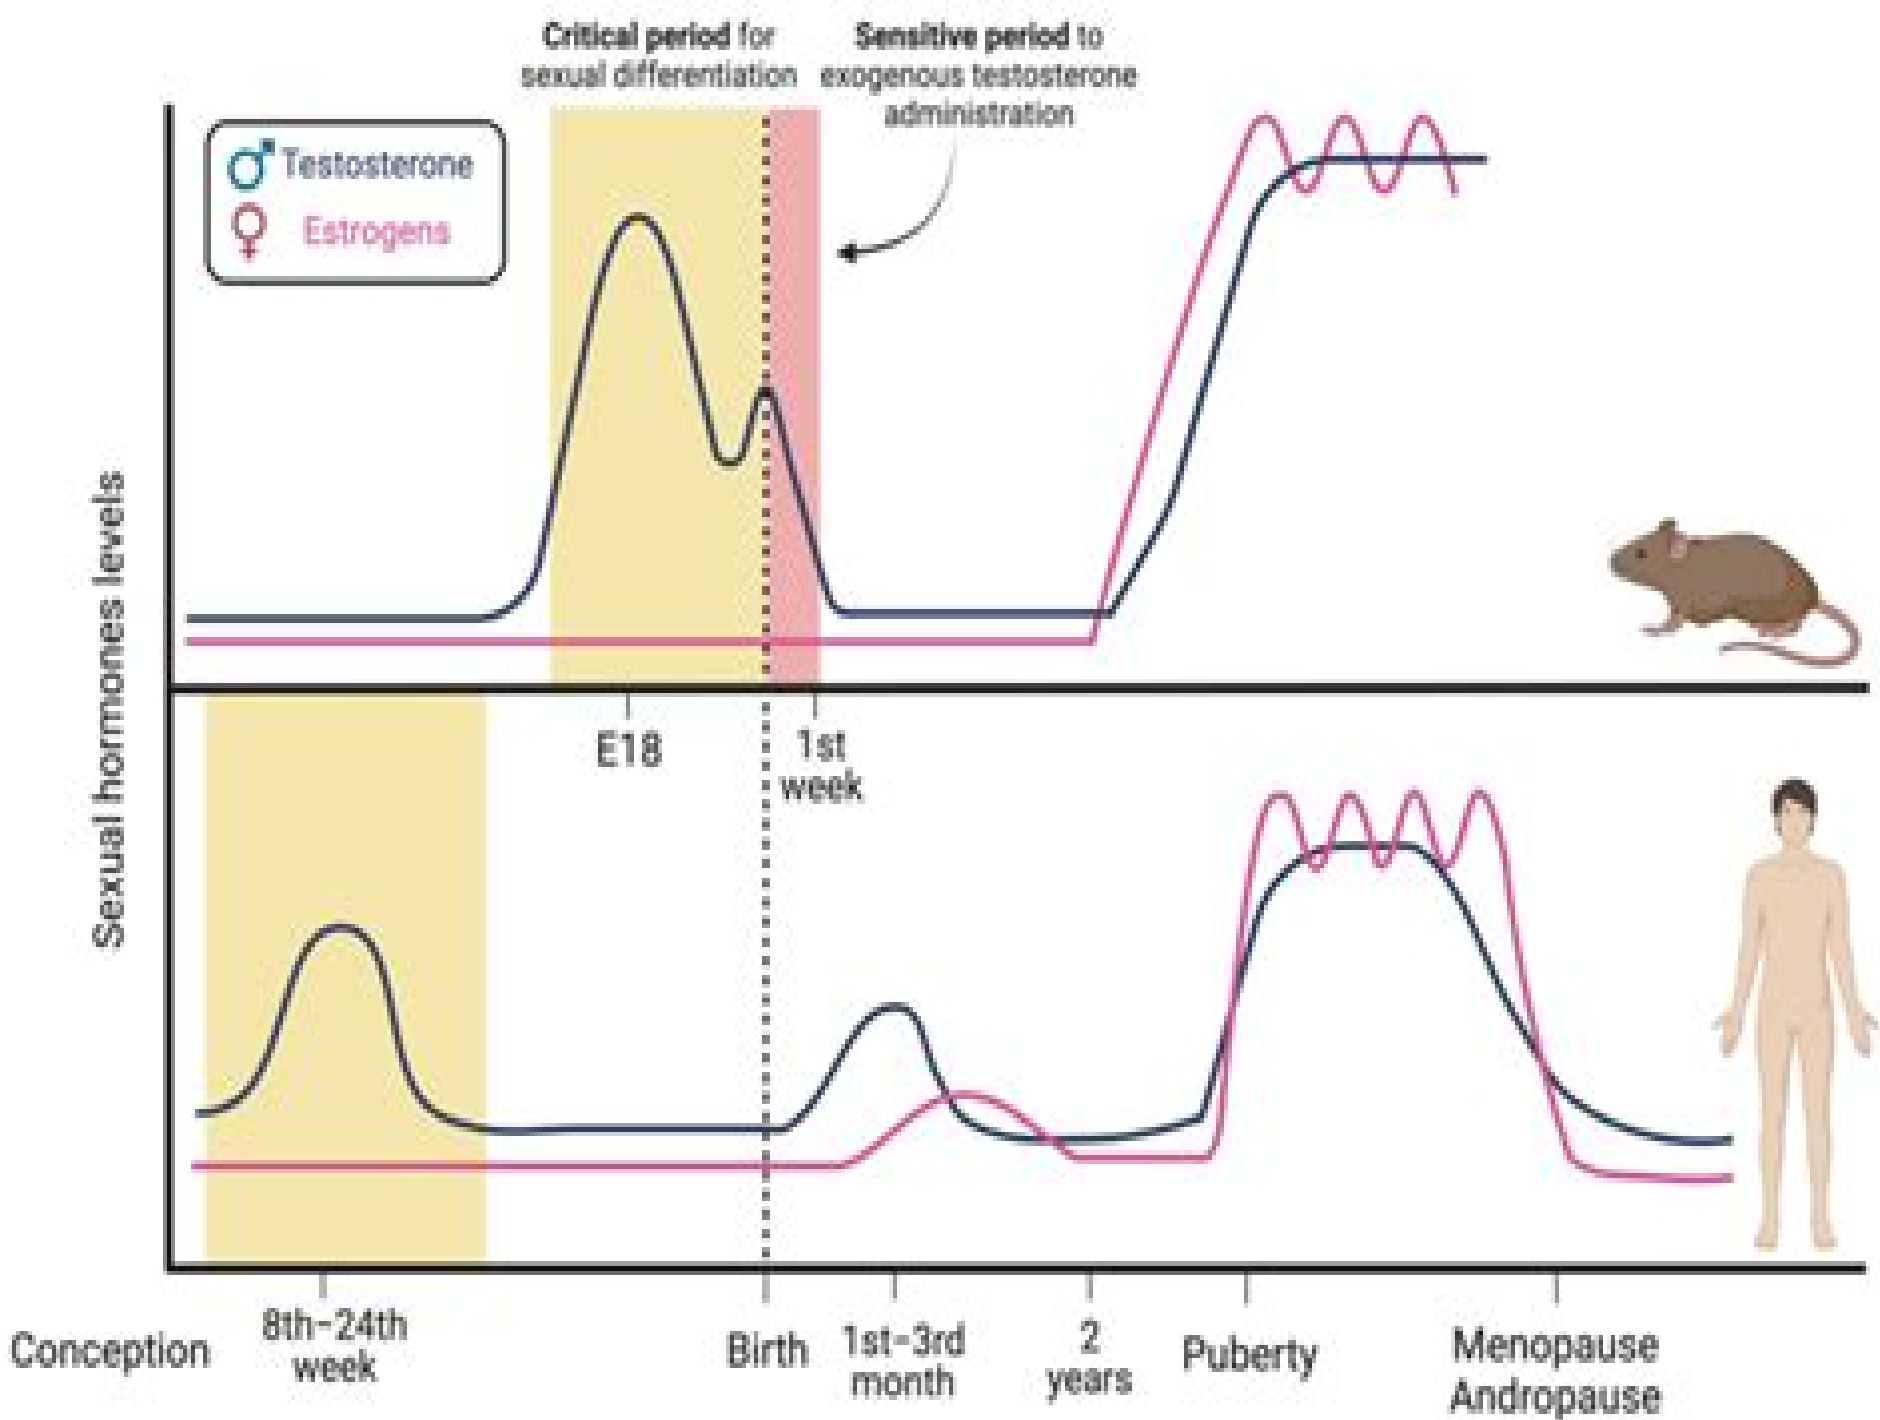 Critical period for
sexual differentiation
Sensitive period to
exogenous testosterone
administration
♂ Testosterone
♀ Estrogens
Sexual hormones levels
E18
1st
week
Conception
8th-24th
week
Birth
1st-3rd
month
2
years
Puberty
Menopause
Andropause